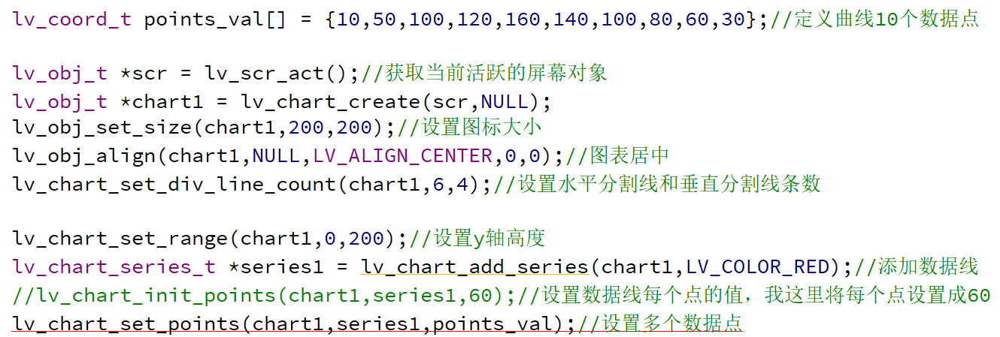 lv_coord_t points_val[] = {10,50,100,120,160,140,100,80,60,30};//定义曲线10个数据点
lv_obj_t *scr = lv_scr_act();//获取当前活跃的屏幕对象
lv_obj_t *chart1 = lv_chart_create(scr,NULL);
lv_obj_set_size(chart1,200,200);//设置图标大小
lv_obj_align(chart1,NULL,LV_ALIGN_CENTER,0,0);//图表居中
lv_chart_set_div_line_count(chart1,6,4);//设置水平分割线和垂直分割线条数
lv_chart_set_range(chart1,0,200);//设置y轴高度
lv_chart_series_t *series1 = lv_chart_add_series(chart1,LV_COLOR_RED);//添加数据线
//lv_chart_init_points(chart1,series1,60);//设置数据线每个点的值，我这里将每个点设置成60
lv_chart_set_points(chart1,series1,points_val);//设置多个数据点